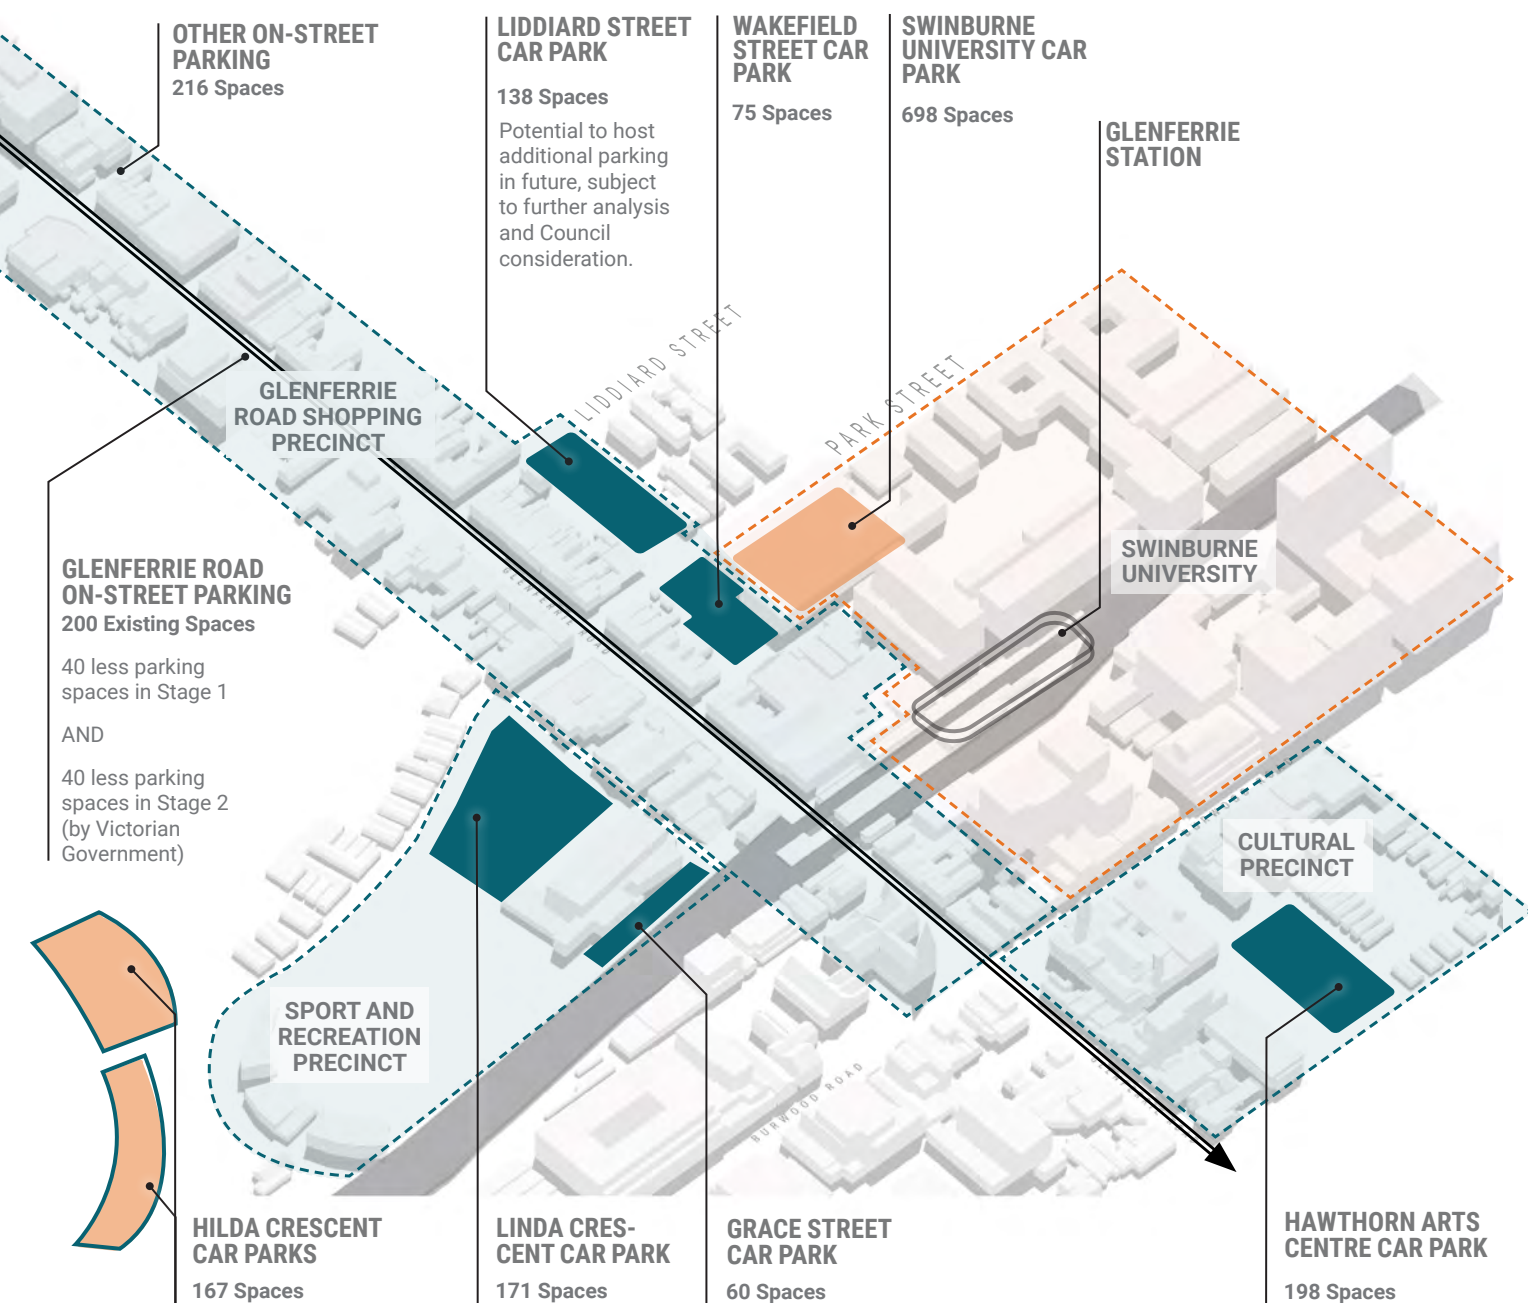 OTHER ON-STREET
PARKING
216 Spaces
LIDDIARD STREET
CAR PARK
138 Spaces
Potential to host
additional parking
in future, subject
to further analysis
and Council
consideration.
WAKEFIELD
STREET CAR
PARK
75 Spaces
SWINBURNE
UNIVERSITY CAR
PARK
698 Spaces
GLENFERRIE
STATION
LIDDIARD STREET
PARK STREET
GLENFERRIE
ROAD SHOPPING
PRECINCT
SWINBURNE
UNIVERSITY
GLENFERRIE ROAD
ON-STREET PARKING
200 Existing Spaces
40 less parking
spaces in Stage 1
AND
40 less parking
spaces in Stage 2
(by Victorian
Government)
GLENFERRIE ROAD
CULTURAL
PRECINCT
SPORT AND
RECREATION
PRECINCT
BURWOOD ROAD
HILDA CRESCENT
CAR PARKS
167 Spaces
LINDA CRES-
CENT CAR PARK
171 Spaces
GRACE STREET
CAR PARK
60 Spaces
HAWTHORN ARTS
CENTRE CAR PARK
198 Spaces